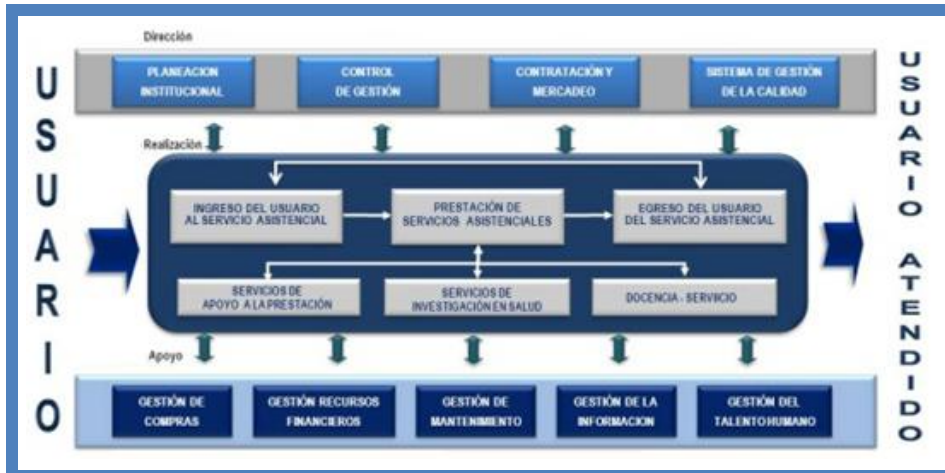 Dirección
PLANEACION
INSTITUCIONAL
CONTROL
DE GESTIÓN
CONTRATACIÓN Y
MERCADEO
SISTEMA DE GESTIÓN
DE LA CALIDAD
USUARIO
Realización
INGRESO DEL USUARIO
AL SERVICIO ASISTENCIAL
PRESTACIÓN DE
SERVICIOS ASISTENCIALES
EGRESO DEL USUARIO
DEL SERVICIO ASISTENCIAL
SERVICIOS DE
APOYO A LA PRESTACIÓN
SERVICIOS DE
INVESTIGACIÓN EN SALUD
DOCENCIA - SERVICIO
USUARIO ATENDIDO
Apoyo
GESTIÓN DE
COMPRAS
GESTIÓN RECURSOS
FINANCIEROS
GESTIÓN DE
MANTENIMIENTO
GESTIÓN DE LA
INFORMACION
GESTIÓN DEL
TALENTO HUMANO